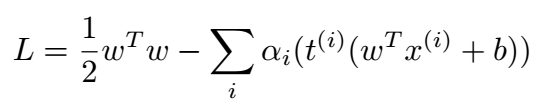 L = \frac{1}{2} w^T w - \sum_i \alpha_i (t^{(i)} (w^T x^{(i)} + b))